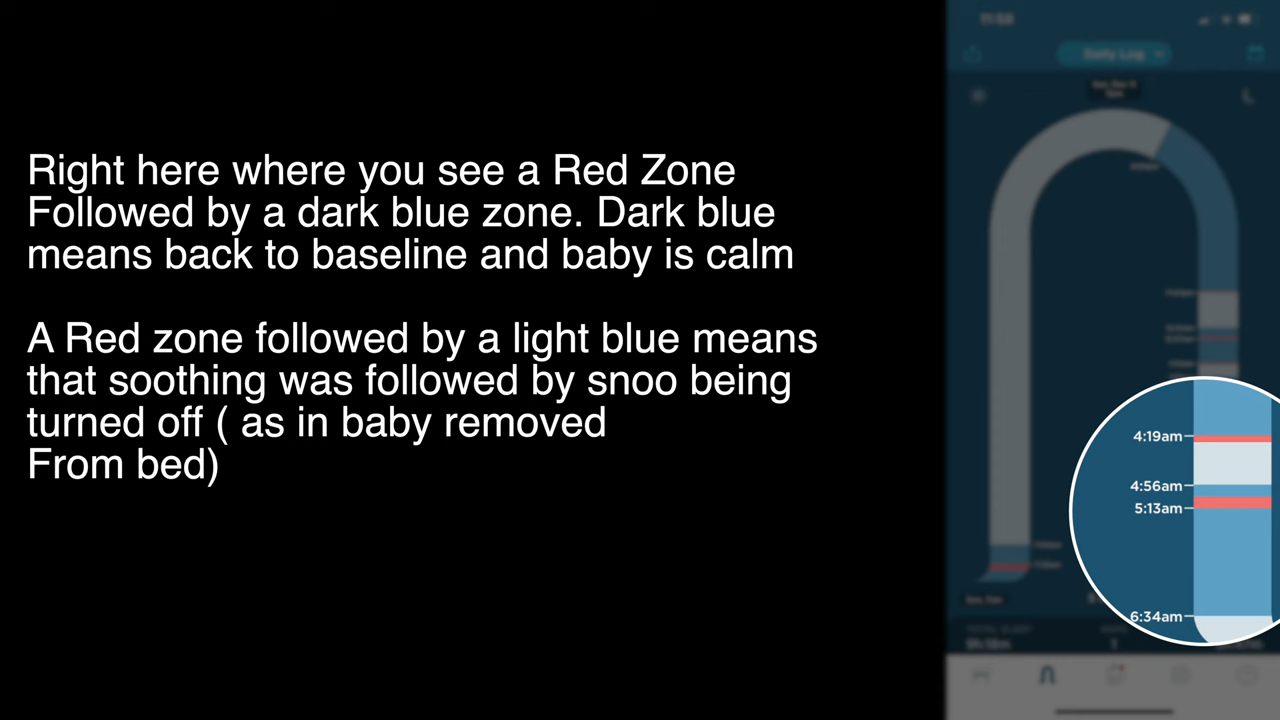 Right here where you see a Red Zone
Followed by a dark blue zone. Dark blue
means back to baseline and baby is calm
A Red zone followed by a light blue means
that soothing was followed by snoo being
turned off ( as in baby removed
From bed)
Daily Log
4:19am
4:56am
5:13am
6:34am